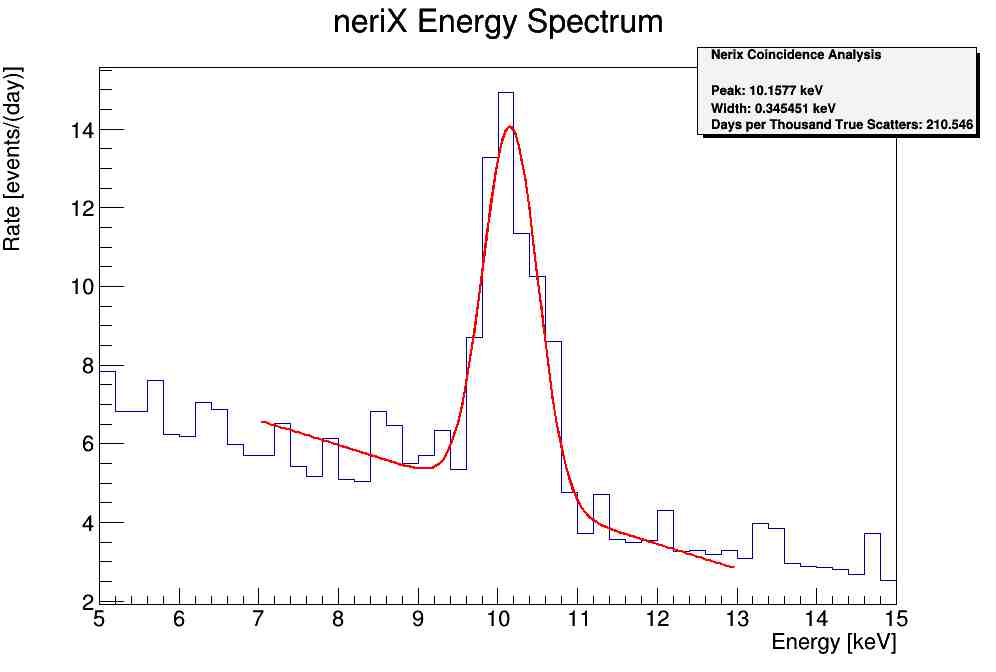 neriX Energy Spectrum
Nerix Coincidence Analysis
Peak: 10.1577 keV
Width: 0.345451 keV
Days per Thousand True Scatters: 210.546
Rate [events/(day)]
14
12
10
8
6
4
2
5 6 7 8 9 10 11 12 13 14 15
Energy [keV]